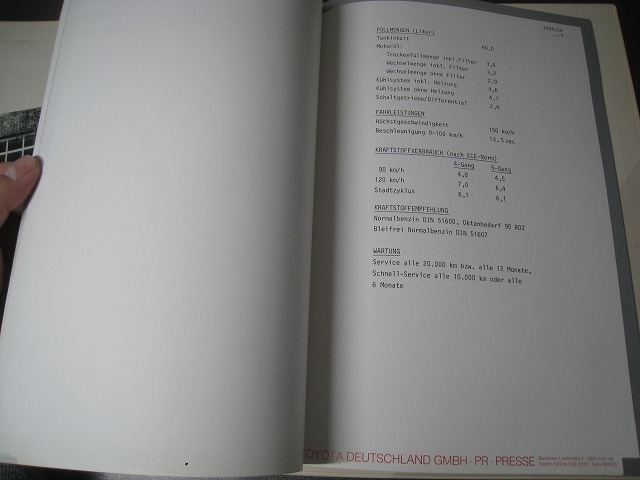 FÜLLMENGEN (Liter)
Tankinhalt 40,0
Motoröl:
Trockenfüllmenge inkl.Filter 3,4
Wechselmenge inkl. Filter 3,2
Wechselmenge ohne Filter 2,9
Kühlsystem inkl. Heizung 4,6
Kühlsystem ohne Heizung 4,1
Schaltgetriebe/Differential 2,4
FAHRLEISTUNGEN
Höchstgeschwindigkeit 150 km/h
Beschleunigung 0-100 km/h 13,5 sec
KRAFTSTOFFVERBRAUCH (nach ECE-Norm)
4-Gang 5-Gang
90 km/h 4,8 4,5
120 km/h 7,0 6,4
Stadtzyklus 6,1 6,1
KRAFTSTOFFEMPFEHLUNG
Normalbenzin DIN 51600, Oktanbedarf 90 ROZ
Bleifrei Normalbenzin DIN 51607
WARTUNG
Service alle 20.000 km bzw. alle 12 Monate,
Schnell-Service alle 10.000 km oder alle
6 Monate
OYOTA DEUTSCHLAND GMBH · PR · PRESSE